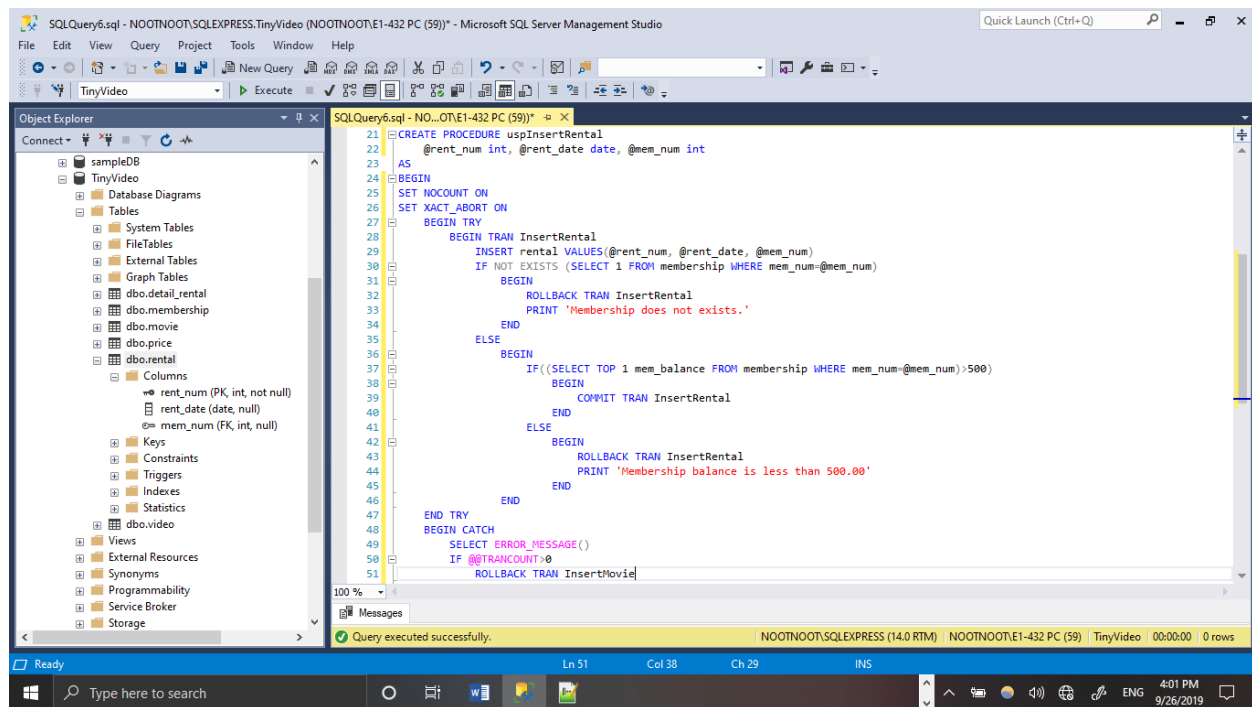 SQLQuery6.sql - NOOTNOOT\SQLEXPRESS.TinyVideo (NOOTNOOT\E1-432 PC (59))* - Microsoft SQL Server Management Studio
Quick Launch (Ctrl+Q)
File Edit View Query Project Tools Window Help
New Query
TinyVideo
Execute
Object Explorer
Connect
sampleDB
TinyVideo
Database Diagrams
Tables
System Tables
FileTables
External Tables
Graph Tables
dbo.detail_rental
dbo.membership
dbo.movie
dbo.price
dbo.rental
Columns
rent_num (PK, int, not null)
rent_date (date, null)
mem_num (FK, int, null)
Keys
Constraints
Triggers
Indexes
Statistics
dbo.video
Views
External Resources
Synonyms
Programmability
Service Broker
Storage
SQLQuery6.sql - NO...OT\E1-432 PC (59))*
21 CREATE PROCEDURE uspInsertRental
22 @rent_num int, @rent_date date, @mem_num int
23 AS
24 BEGIN
25 SET NOCOUNT ON
26 SET XACT_ABORT ON
27 BEGIN TRY
28 BEGIN TRAN InsertRental
29 INSERT rental VALUES(@rent_num, @rent_date, @mem_num)
30 IF NOT EXISTS (SELECT 1 FROM membership WHERE mem_num=@mem_num)
31 BEGIN
32 ROLLBACK TRAN InsertRental
33 PRINT 'Membership does not exists.'
34 END
35 ELSE
36 BEGIN
37 IF((SELECT TOP 1 mem_balance FROM membership WHERE mem_num=@mem_num)>500)
38 BEGIN
39 COMMIT TRAN InsertRental
40 END
41 ELSE
42 BEGIN
43 ROLLBACK TRAN InsertRental
44 PRINT 'Membership balance is less than 500.00'
45 END
46 END
47 END TRY
48 BEGIN CATCH
49 SELECT ERROR_MESSAGE()
50 IF @@TRANCOUNT>0
51 ROLLBACK TRAN InsertMovie
100 %
Messages
Query executed successfully.
NOOTNOOT\SQLEXPRESS (14.0 RTM) NOOTNOOT\E1-432 PC (59) TinyVideo 00:00:00 0 rows
Ready
Ln 51 Col 38 Ch 29 INS
Type here to search
ENG
4:01 PM
9/26/2019